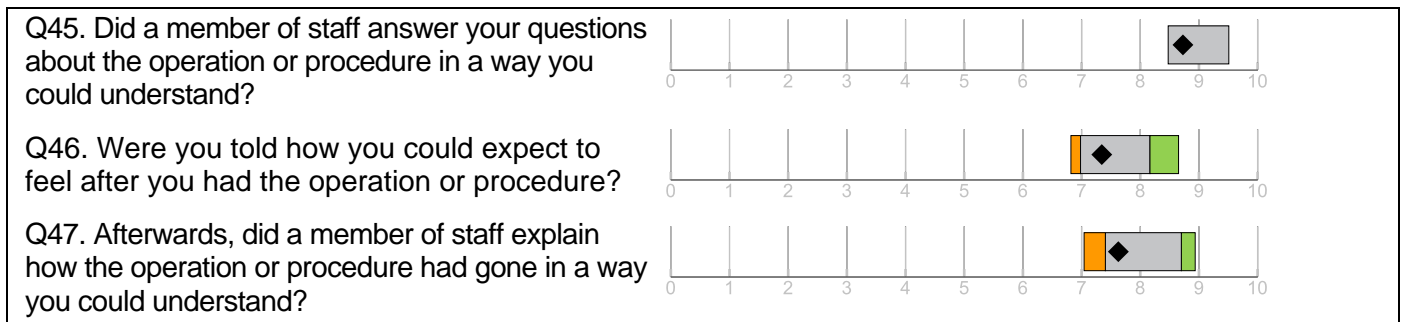 Q45. Did a member of staff answer your questions
about the operation or procedure in a way you
could understand?
0 1 2 3 4 5 6 7 8 9 10
Q46. Were you told how you could expect to
feel after you had the operation or procedure?
0 1 2 3 4 5 6 7 8 9 10
Q47. Afterwards, did a member of staff explain
how the operation or procedure had gone in a way
you could understand?
0 1 2 3 4 5 6 7 8 9 10